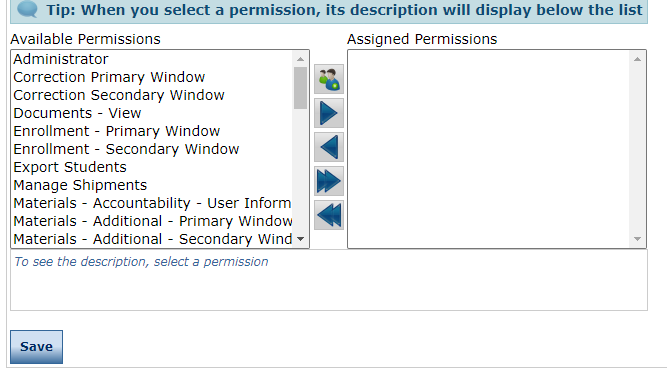 Tip: When you select a permission, its description will display below the list
Available Permissions
Assigned Permissions
Administrator
Correction Primary Window
Correction Secondary Window
Documents - View
Enrollment - Primary Window
Enrollment - Secondary Window
Export Students
Manage Shipments
Materials - Accountability - User Inform
Materials - Additional - Primary Window
Materials - Additional - Secondary Wind
To see the description, select a permission
Save